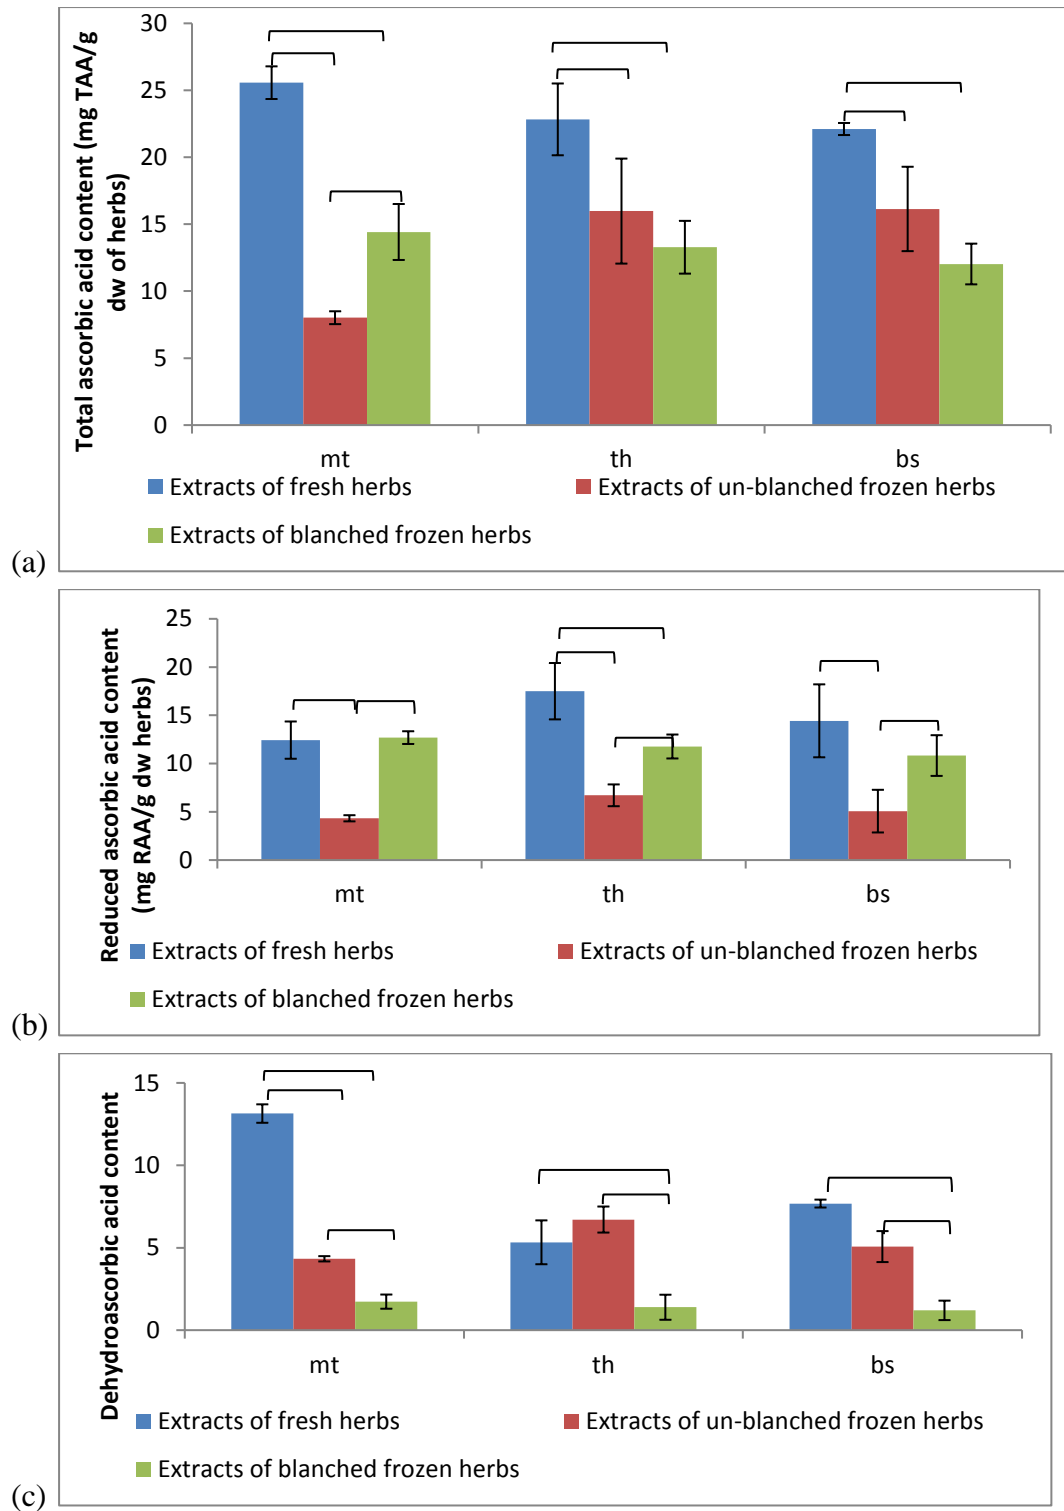 Total ascorbic acid content (mg TAA/g
dw of herbs)
30
25
20
15
10
5
0
mt th bs
Extracts of fresh herbs Extracts of un-blanched frozen herbs
Extracts of blanched frozen herbs
(a)
Reduced ascorbic acid content
(mg RAA/g dw herbs)
25
20
15
10
5
0
mt th bs
Extracts of fresh herbs Extracts of un-blanched frozen herbs
Extracts of blanched frozen herbs
(b)
Dehydroascorbic acid content
15
10
5
0
mt th bs
Extracts of fresh herbs Extracts of un-blanched frozen herbs
Extracts of blanched frozen herbs
(c)